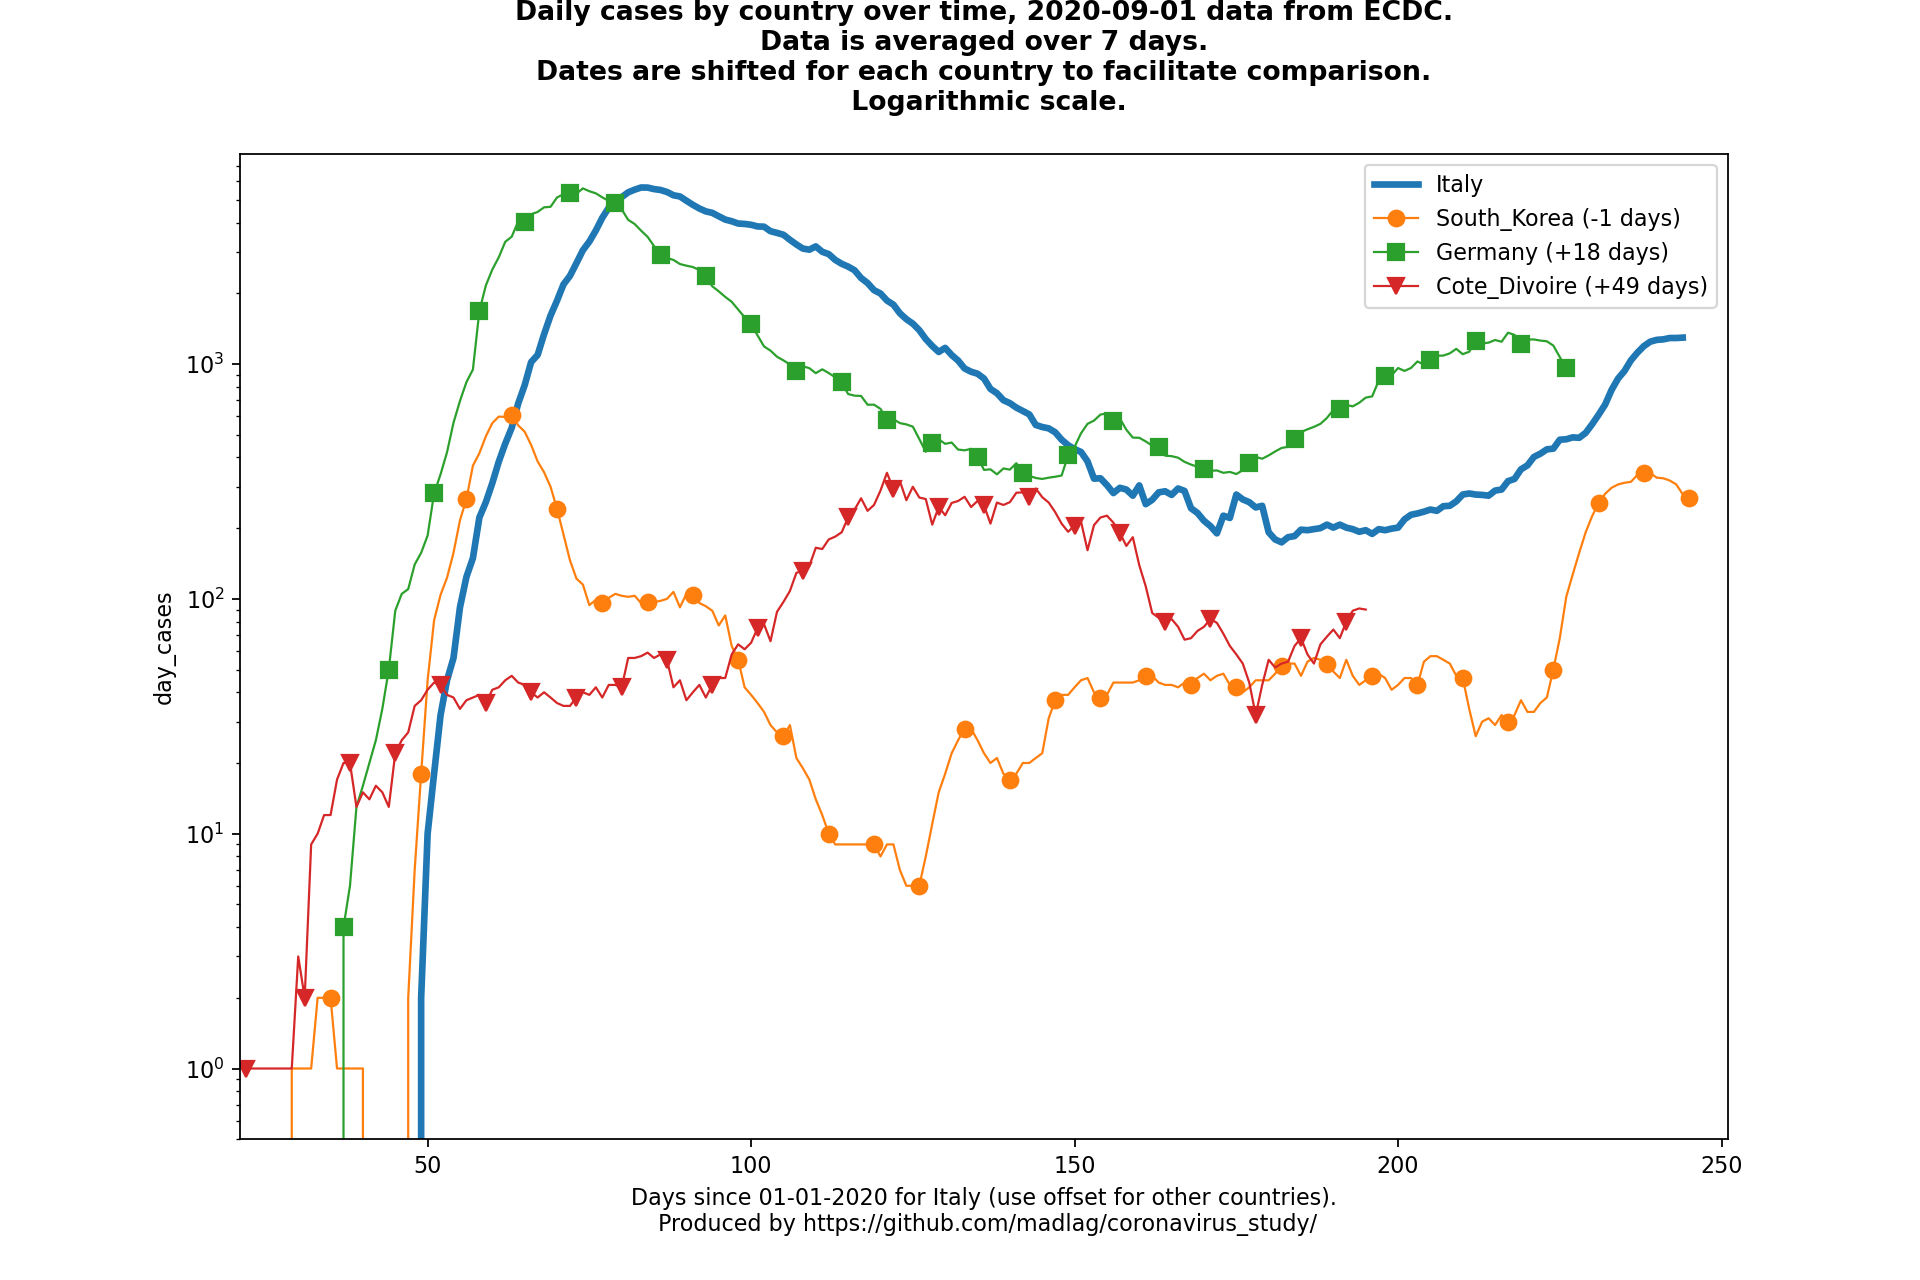 Daily cases by country over time, 2020-09-01 data from ECDC.
Data is averaged over 7 days.
Dates are shifted for each country to facilitate comparison.
Logarithmic scale.
Italy
South_Korea (-1 days)
Germany (+18 days)
Cote_Divoire (+49 days)
day_cases
10³
10²
10¹
10⁰
50 100 150 200 250
Days since 01-01-2020 for Italy (use offset for other countries).
Produced by https://github.com/madlag/coronavirus_study/